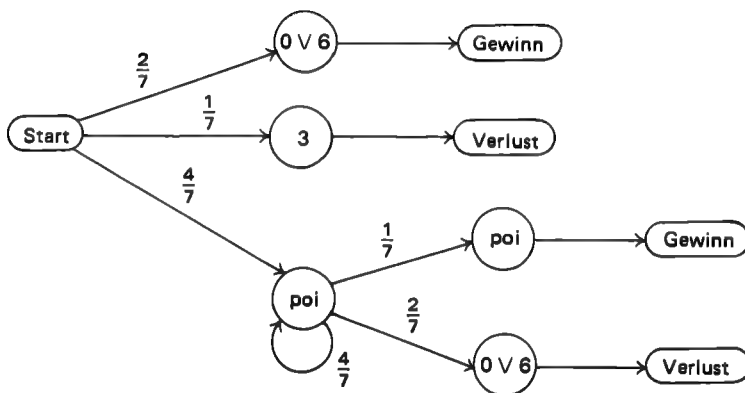 0 V 6
Gewinn
2/7
1/7
Start
3
Verlust
4/7
1/7
poi
Gewinn
poi
2/7
4/7
0 V 6
Verlust